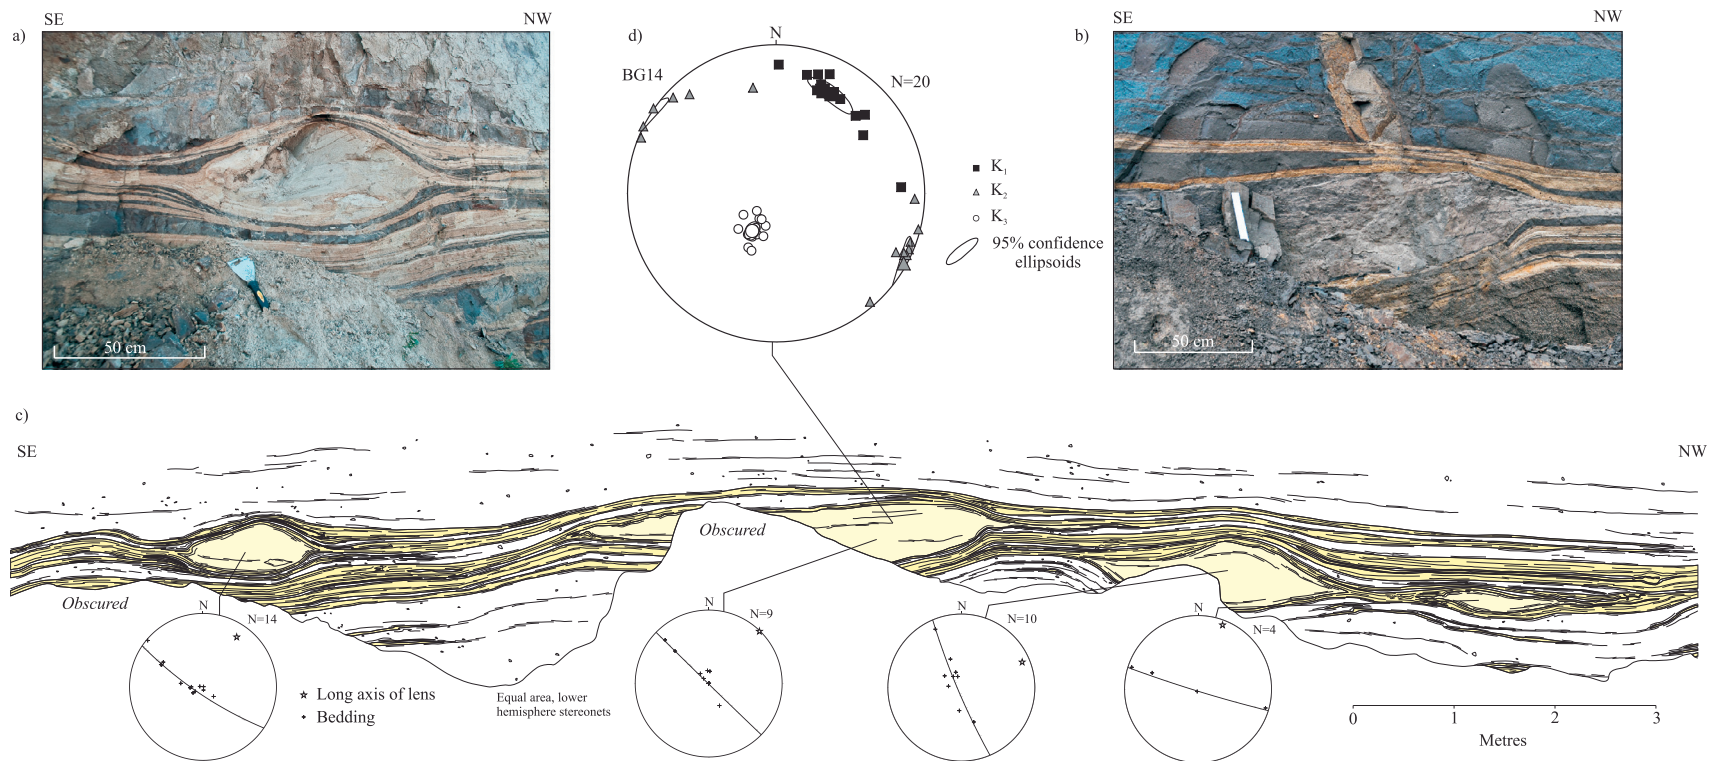 a)
SE NW
50 cm
d)
N
BG14
N=20
K1
K2
K3
95% confidence
ellipsoids
b)
SE NW
50 cm
c)
SE
NW
Obscured
Obscured
N
N=14
N
N=9
N
N=10
N
N=4
Long axis of lens
Bedding
Equal area, lower
hemisphere stereonets
0 1 2 3
Metres